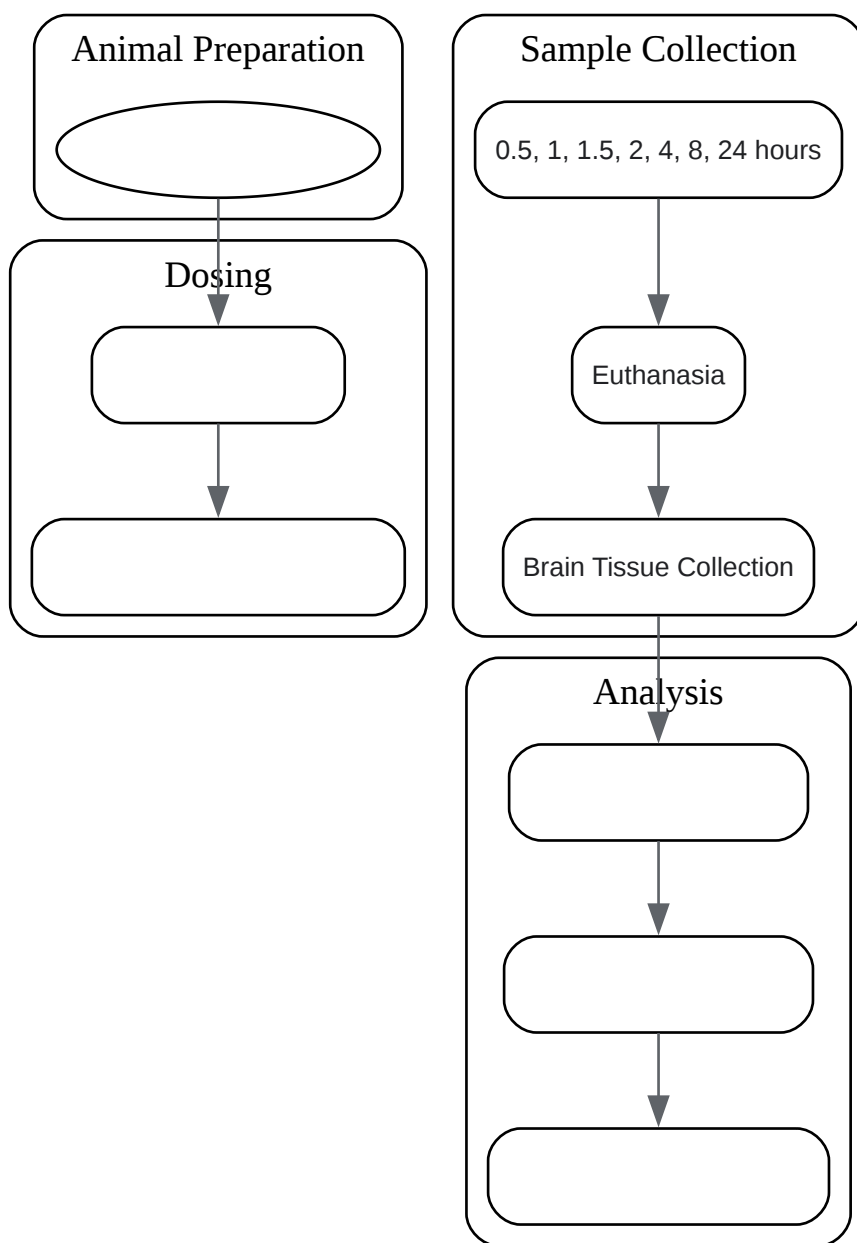 Animal Preparation
Dosing
Sample Collection
0.5, 1, 1.5, 2, 4, 8, 24 hours
Euthanasia
Brain Tissue Collection
Analysis